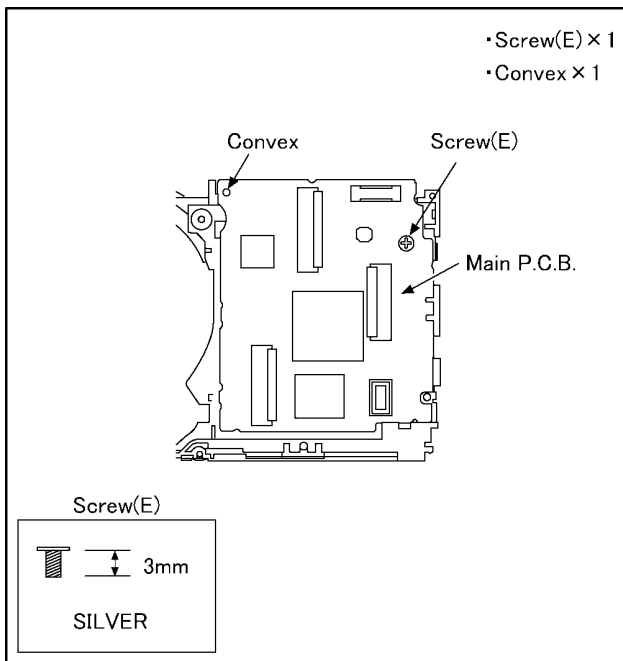 ・Screw(E)×1
・Convex×1
Convex
Screw(E)
Main P.C.B.
Screw(E)
3mm
SILVER